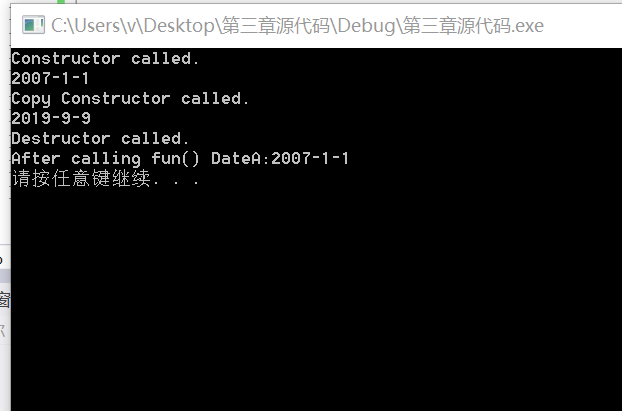 C:\Users\v\Desktop\第三章源代码\Debug\第三章源代码.exe
Constructor called.
2007-1-1
Copy Constructor called.
2019-9-9
Destructor called.
After calling fun() DateA:2007-1-1
请按任意键继续. . .